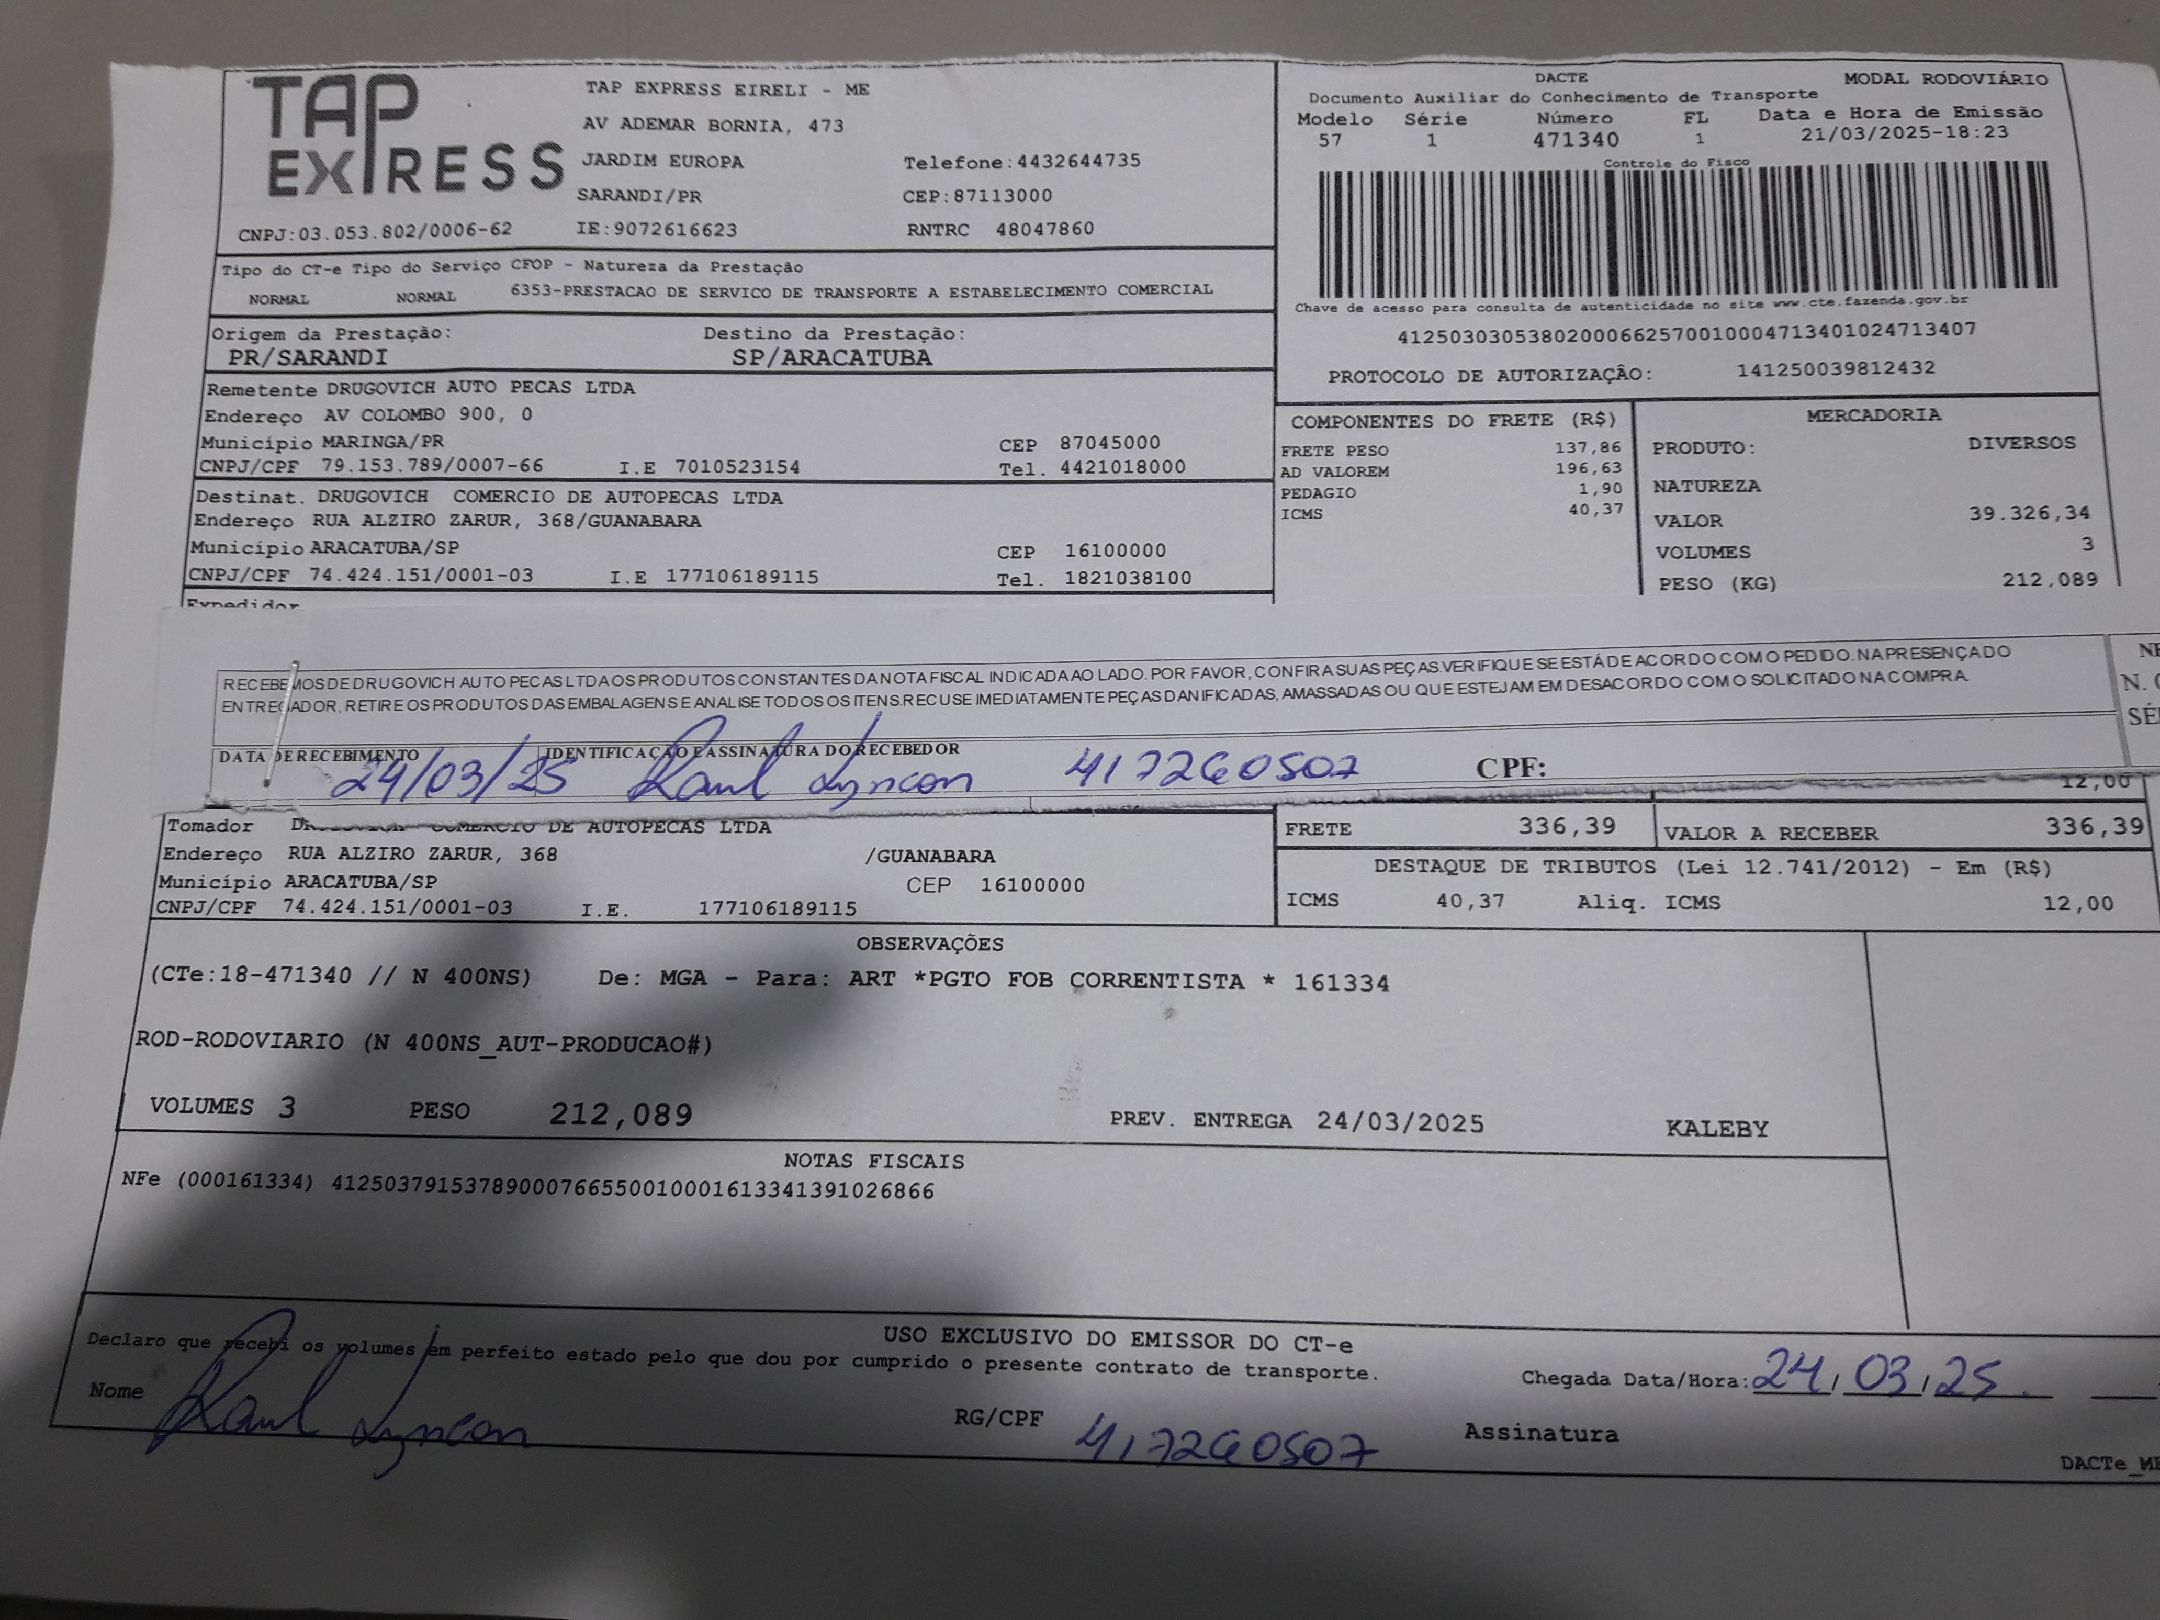 TAP EXPRESS
TAP EXPRESS EIRELI - ME
AV ADEMAR BORNIA, 473
JARDIM EUROPA Telefone:4432644735
SARANDI/PR CEP:87113000
CNPJ:03.053.802/0006-62 IE:9072616623 RNTRC 48047860
DACTE MODAL RODOVIÁRIO
Documento Auxiliar do Conhecimento de Transporte
Modelo Série Número FL Data e Hora de Emissão
57 1 471340 1 21/03/2025-18:23
Controle do Fisco
Chave de acesso para consulta de autenticidade no site www.cte.fazenda.gov.br
41250303053802000662570010004713401024713407
PROTOCOLO DE AUTORIZAÇÃO: 141250039812432
Tipo do CT-e Tipo do Serviço CFOP - Natureza da Prestação
NORMAL NORMAL 6353-PRESTACAO DE SERVICO DE TRANSPORTE A ESTABELECIMENTO COMERCIAL
Origem da Prestação: Destino da Prestação:
PR/SARANDI SP/ARACATUBA
Remetente DRUGOVICH AUTO PECAS LTDA
Endereço AV COLOMBO 900, 0
Município MARINGA/PR CEP 87045000
CNPJ/CPF 79.153.789/0007-66 I.E 7010523154 Tel. 4421018000
Destinat. DRUGOVICH COMERCIO DE AUTOPECAS LTDA
Endereço RUA ALZIRO ZARUR, 368/GUANABARA
Município ARACATUBA/SP CEP 16100000
CNPJ/CPF 74.424.151/0001-03 I.E 177106189115 Tel. 1821038100
Expedidor
COMPONENTES DO FRETE (R$)
FRETE PESO 137,86
AD VALOREM 196,63
PEDAGIO 1,90
ICMS 40,37
MERCADORIA
PRODUTO: DIVERSOS
NATUREZA
VALOR 39.326,34
VOLUMES 3
PESO (KG) 212,089
RECEBEMOS DE DRUGOVICH AUTO PECAS LTDA OS PRODUTOS CONSTANTES DA NOTA FISCAL INDICADA AO LADO. POR FAVOR, CONFIRA SUAS PEÇAS.VERIFIQUE SE ESTÁ DE ACORDO COM O PEDIDO. NA PRESENÇA DO
ENTREGADOR, RETIRE OS PRODUTOS DAS EMBALAGENS E ANALISE TODOS OS ITENS.RECUSE IMEDIATAMENTE PEÇAS DANIFICADAS, AMASSADAS OU QUE ESTEJAM EM DESACORDO COM O SOLICITADO NA COMPRA.
DATA DE RECEBIMENTO IDENTIFICAÇÃO E ASSINATURA DO RECEBEDOR
24/03/25 Raul Lyncon 417260507 CPF:
12,00
Tomador DRUGOVICH COMERCIO DE AUTOPECAS LTDA
Endereço RUA ALZIRO ZARUR, 368 /GUANABARA
Município ARACATUBA/SP CEP 16100000
CNPJ/CPF 74.424.151/0001-03 I.E. 177106189115
FRETE 336,39 VALOR A RECEBER 336,39
DESTAQUE DE TRIBUTOS (Lei 12.741/2012) - Em (R$)
ICMS 40,37 Aliq. ICMS 12,00
OBSERVAÇÕES
(CTe:18-471340 // N 400NS) De: MGA - Para: ART *PGTO FOB CORRENTISTA * 161334
ROD-RODOVIARIO (N 400NS_AUT-PRODUCAO#)
VOLUMES 3 PESO 212,089 PREV. ENTREGA 24/03/2025 KALEBY
NOTAS FISCAIS
NFe (000161334) 41250379153789000766550010001613341391026866
USO EXCLUSIVO DO EMISSOR DO CT-e
Declaro que recebi os volumes em perfeito estado pelo que dou por cumprido o presente contrato de transporte.
Nome Raul Lyncon RG/CPF 417260507 Assinatura
Chegada Data/Hora: 24/03/25